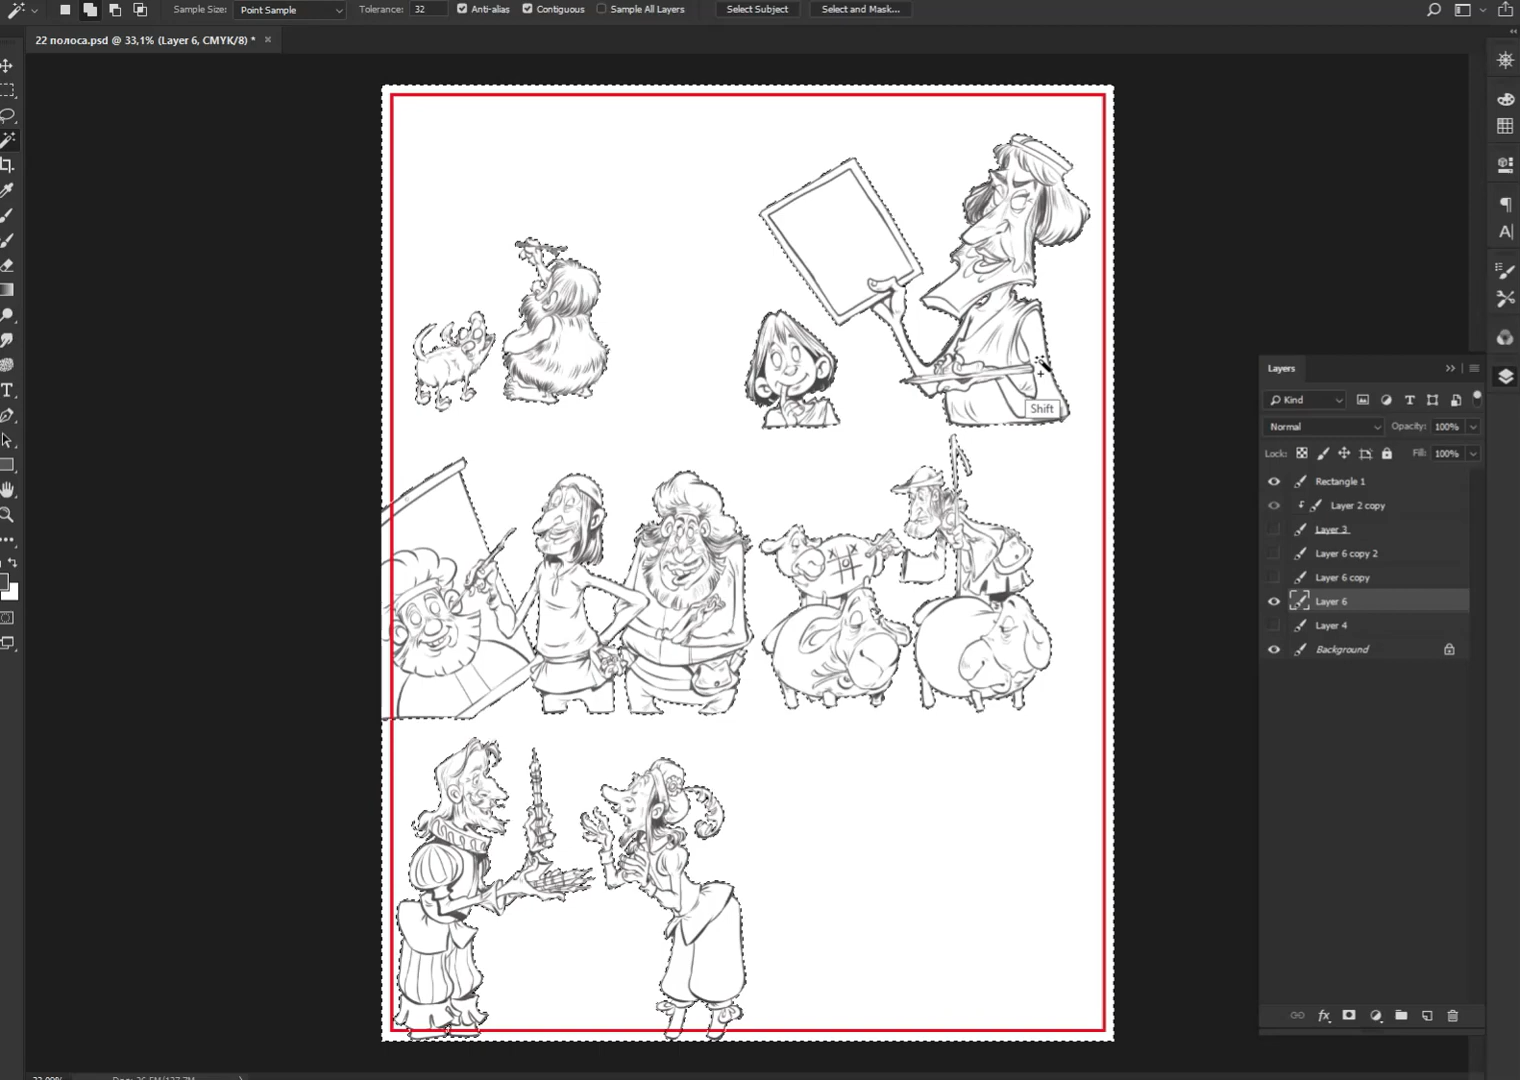 Sample Size: Point Sample Tolerance: 32 Anti-alias Contiguous Sample All Layers Select Subject Select and Mask...
22 полоса.psd @ 33,1% (Layer 6, CMYK/8) * ×
Shift
Layers
Kind
Normal Opacity: 100%
Lock: Fill: 100%
Rectangle 1
Layer 2 copy
Layer 3
Layer 6 copy 2
Layer 6 copy
Layer 6
Layer 4
Background